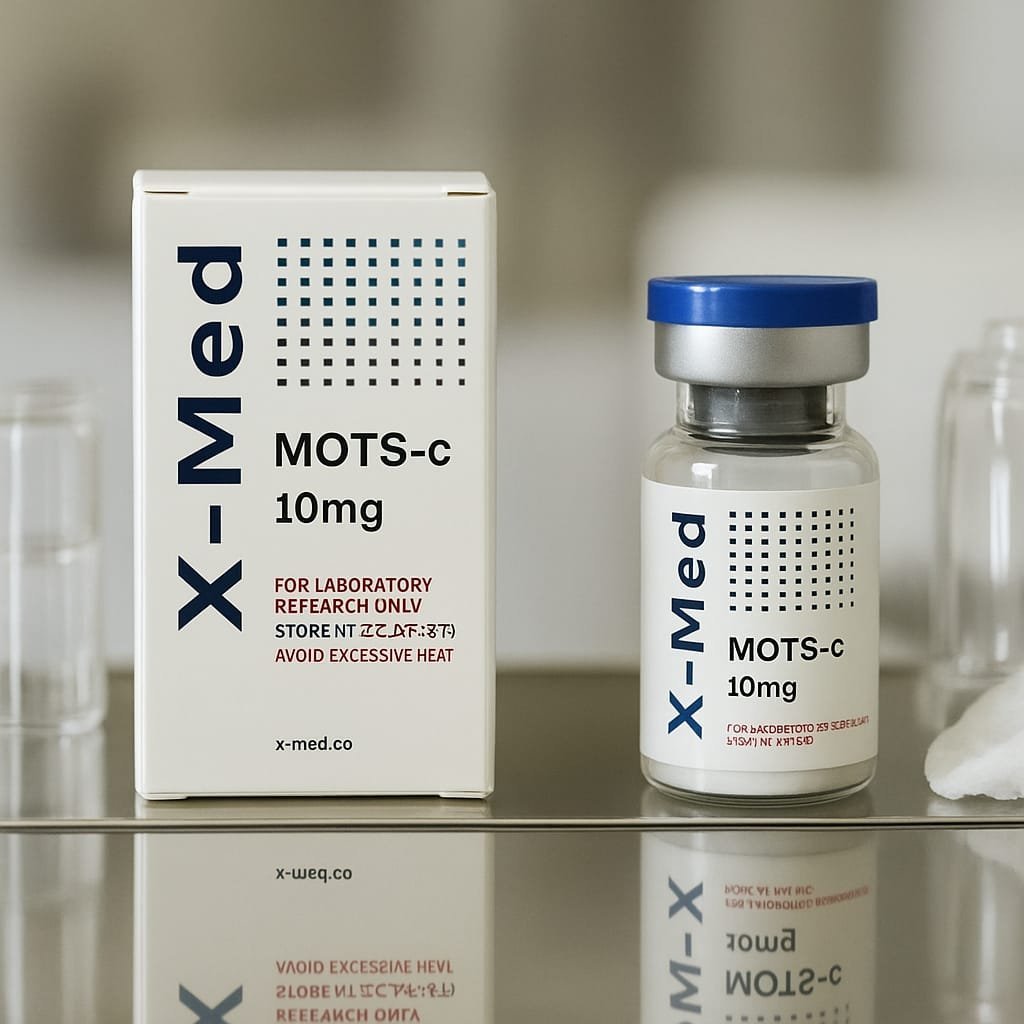 X-Med
MOTS-c
10mg
FOR LABORATORY
REFEARCH ONLV
STORE NT
AVOID EXCESSIVE HEAT
x-med.co
X-Med
MOTS-c
10mg